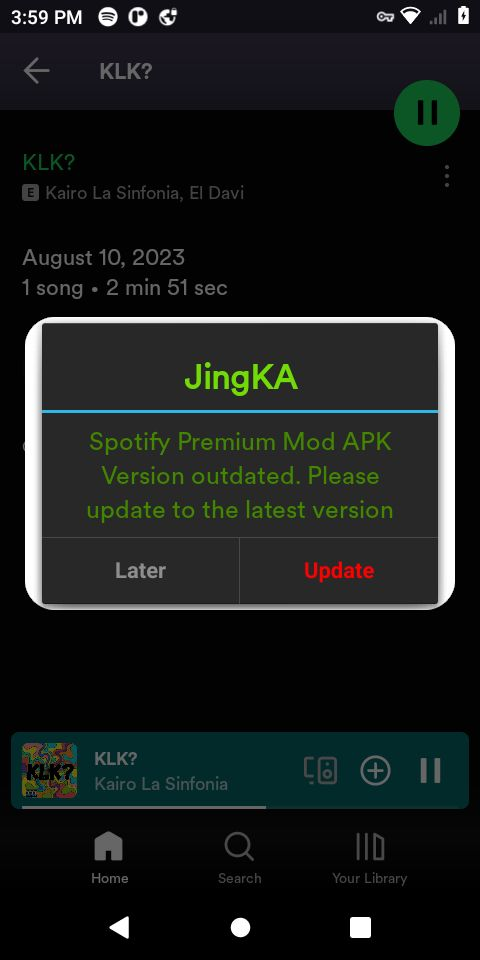 3:59 PM
KLK?
KLK?
E Kairo La Sinfonia, El Davi
August 10, 2023
1 song • 2 min 51 sec
JingKA
Spotify Premium Mod APK
Version outdated. Please
update to the latest version
Later
Update
KLK?
KLK?
Kairo La Sinfonia
Home
Search
Your Library